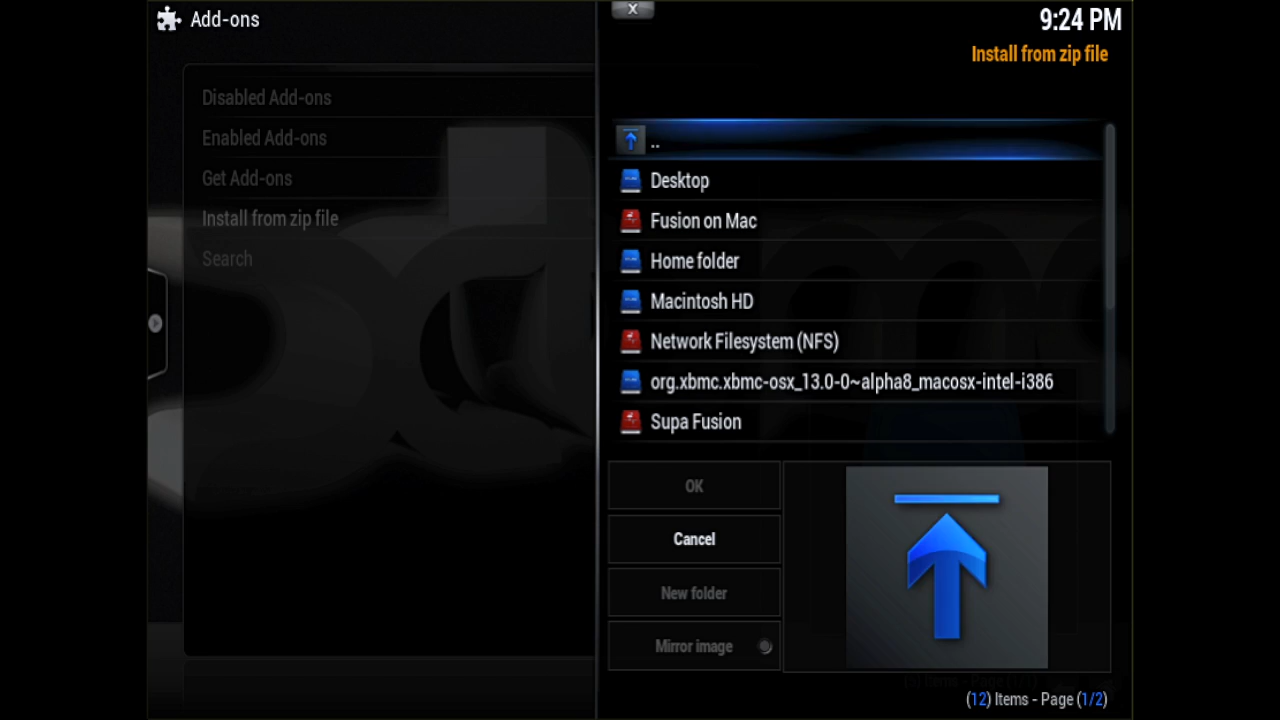 Add-ons
Disabled Add-ons
Enabled Add-ons
Get Add-ons
Install from zip file
Search
X
9:24 PM
Install from zip file
..
Desktop
Fusion on Mac
Home folder
Macintosh HD
Network Filesystem (NFS)
org.xbmc.xbmc-osx_13.0-0~alpha8_macosx-intel-i386
Supa Fusion
OK
Cancel
New folder
Mirror image
(12) Items - Page (1/2)